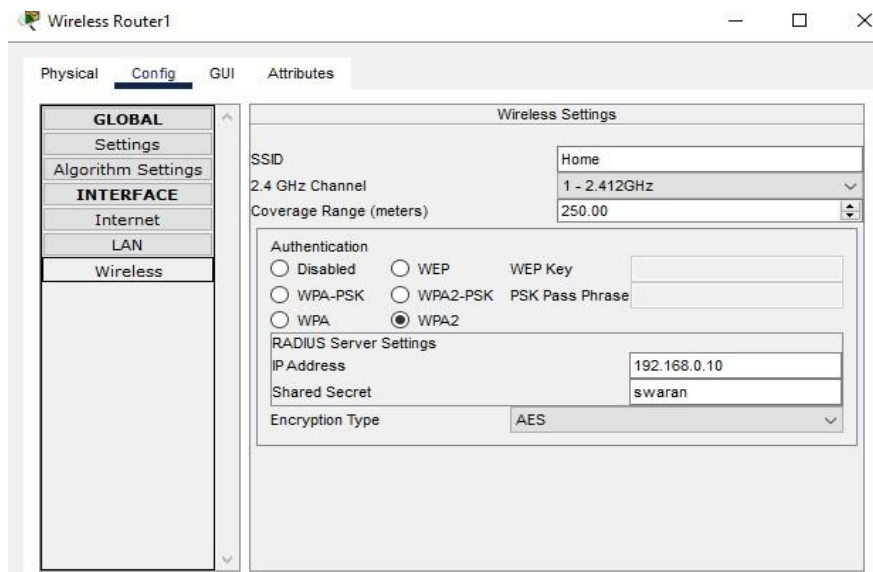 Wireless Router1
Physical Config GUI Attributes
GLOBAL
Settings
Algorithm Settings
INTERFACE
Internet
LAN
Wireless
Wireless Settings
SSID Home
2.4 GHz Channel 1 - 2.412GHz
Coverage Range (meters) 250.00
Authentication
Disabled WEP WEP Key
WPA-PSK WPA2-PSK PSK Pass Phrase
WPA WPA2
RADIUS Server Settings
IP Address 192.168.0.10
Shared Secret swaran
Encryption Type AES